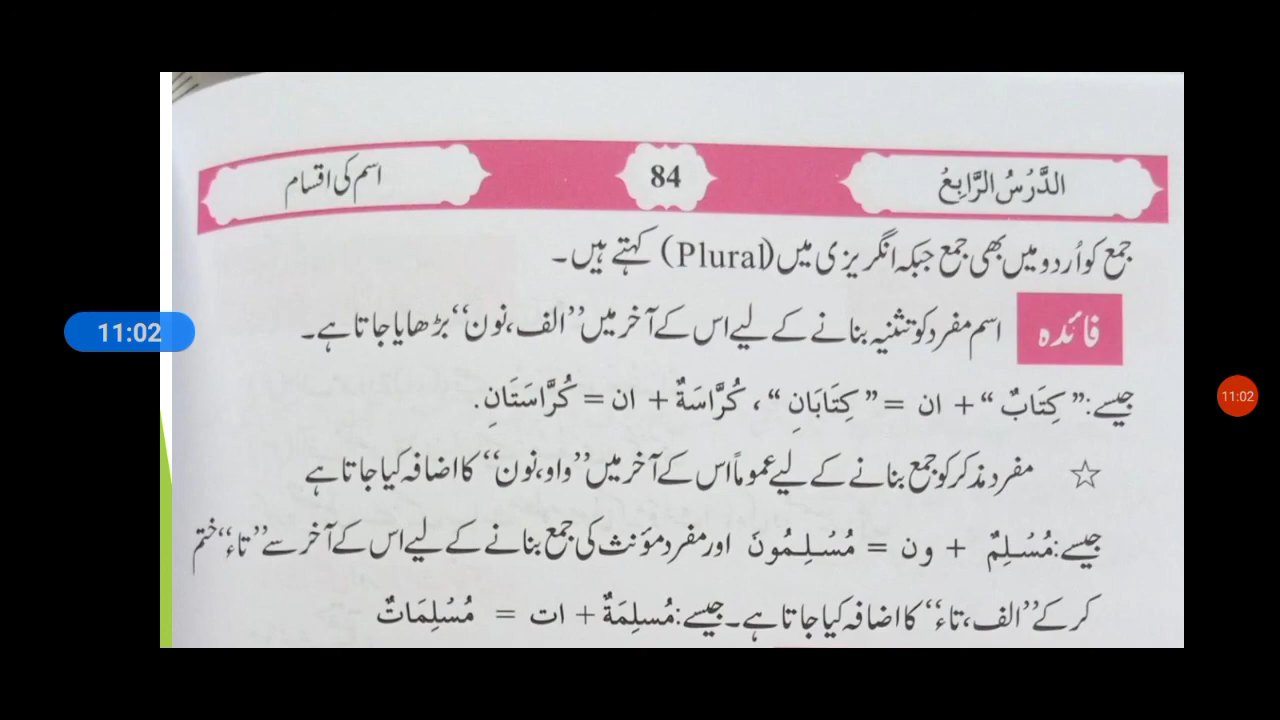 الدَّرْسُ الرَّابِعُ 84 اسم کی اقسام
جمع کو اُردو میں بھی جمع جبکہ انگریزی میں (Plural) کہتے ہیں۔
فائدہ اسم مفرد کو تثنیہ بنانے کے لیے اس کے آخر میں ’’الف، نون‘‘ بڑھایا جاتا ہے۔
جیسے: ”كِتَابٌ“ + ان = ”كِتَابَانِ“، كُرَّاسَةٌ + ان = كُرَّاسَتَانِ.
☆ مفرد مذکر کو جمع بنانے کے لیے عموماً اس کے آخر میں ’’واو، نون‘‘ کا اضافہ کیا جاتا ہے
جیسے: مُسْلِمٌ + ون = مُسْلِمُونَ اور مفرد مؤنث کی جمع بنانے کے لیے اس کے آخر سے ’’تاء‘‘ ختم
کر کے ’’الف، تاء‘‘ کا اضافہ کیا جاتا ہے۔ جیسے: مُسْلِمَةٌ + ات = مُسْلِمَاتٌ
11:02
11:02